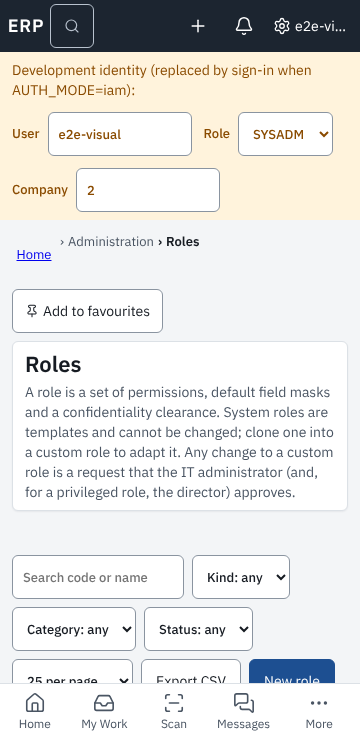 ERP
e2e-vi...
Development identity (replaced by sign-in when
AUTH_MODE=iam):
User e2e-visual Role SYSADM
Company 2
Home › Administration › Roles
Add to favourites
Roles
A role is a set of permissions, default field masks
and a confidentiality clearance. System roles are
templates and cannot be changed; clone one into
a custom role to adapt it. Any change to a custom
role is a request that the IT administrator (and,
for a privileged role, the director) approves.
Search code or name Kind: any
Category: any Status: any
25 per page Export CSV New role
Home My Work Scan Messages More